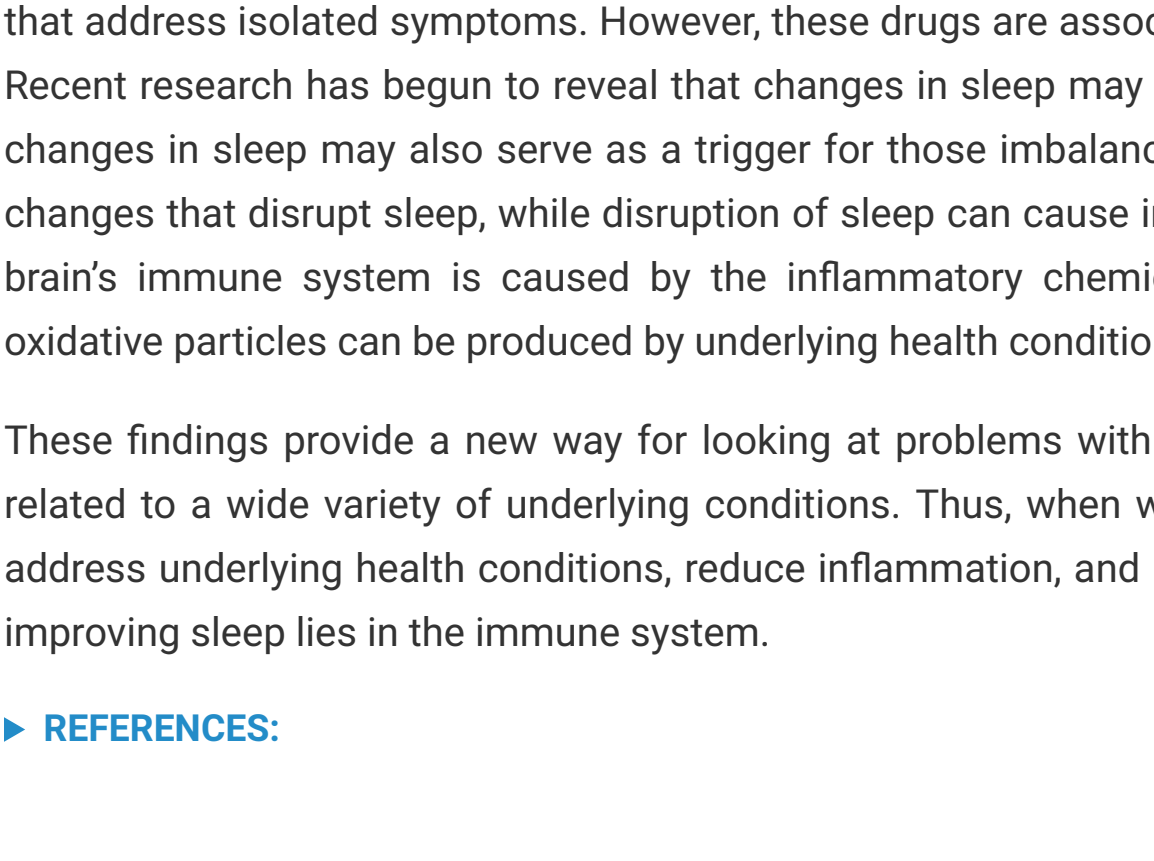 that address isolated symptoms. However, these drugs are
Recent research has begun to reveal that changes in sleep may
changes in sleep may also serve as a trigger for those
changes that disrupt sleep, while disruption of sleep can cause
brain’s immune system is caused by the inflammatory
oxidative particles can be produced by underlying health
These findings provide a new way for looking at problems with
related to a wide variety of underlying conditions. Thus, when
address underlying health conditions, reduce inflammation, and
improving sleep lies in the immune system.
REFERENCES: